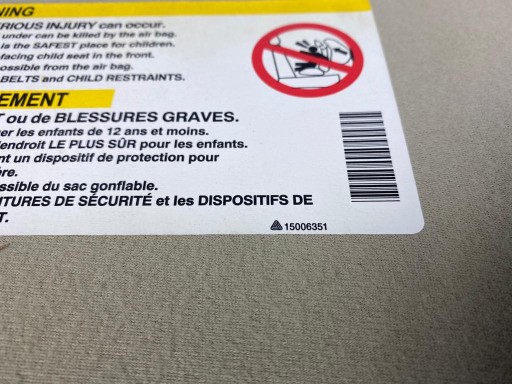 NING
ERIOUS INJURY can occur.
under can be killed by the air bag.
is the SAFEST place for children.
facing child seat in the front.
ossible from the air bag.
BELTS and CHILD RESTRAINTS.
EMENT
T ou de BLESSURES GRAVES.
er les enfants de 12 ans et moins.
endroit LE PLUS SÛR pour les enfants.
nt un dispositif de protection pour
re.
ssible du sac gonflable.
TURES DE SÉCURITÉ et les DISPOSITIFS DE
T.
15006351